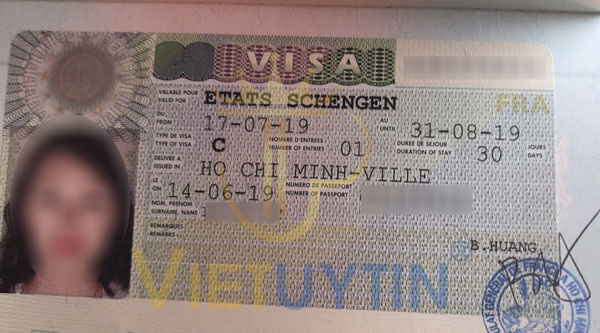 VISA
VALABLE POUR
VALID FOR
ETATS SCHENGEN
FRA
DU
FROM
17-07-19
AU
UNTIL
31-08-19
TYPE DE VISA
TYPE OF VISA
C
NOMBRE D'ENTREES
NUMBER OF ENTRIES
01
DUREE DE SEJOUR
DURATION OF STAY
30
JOURS
DAYS
DELIVRE A
ISSUED IN
HO CHI MINH-VILLE
LE
ON
14-06-19
NUMERO DE PASSEPORT
NUMBER OF PASSPORT
NOM, PRENOM
SURNAME, NAME
REMARQUES
REMARKS
B.HUANG
VIETUYTIN